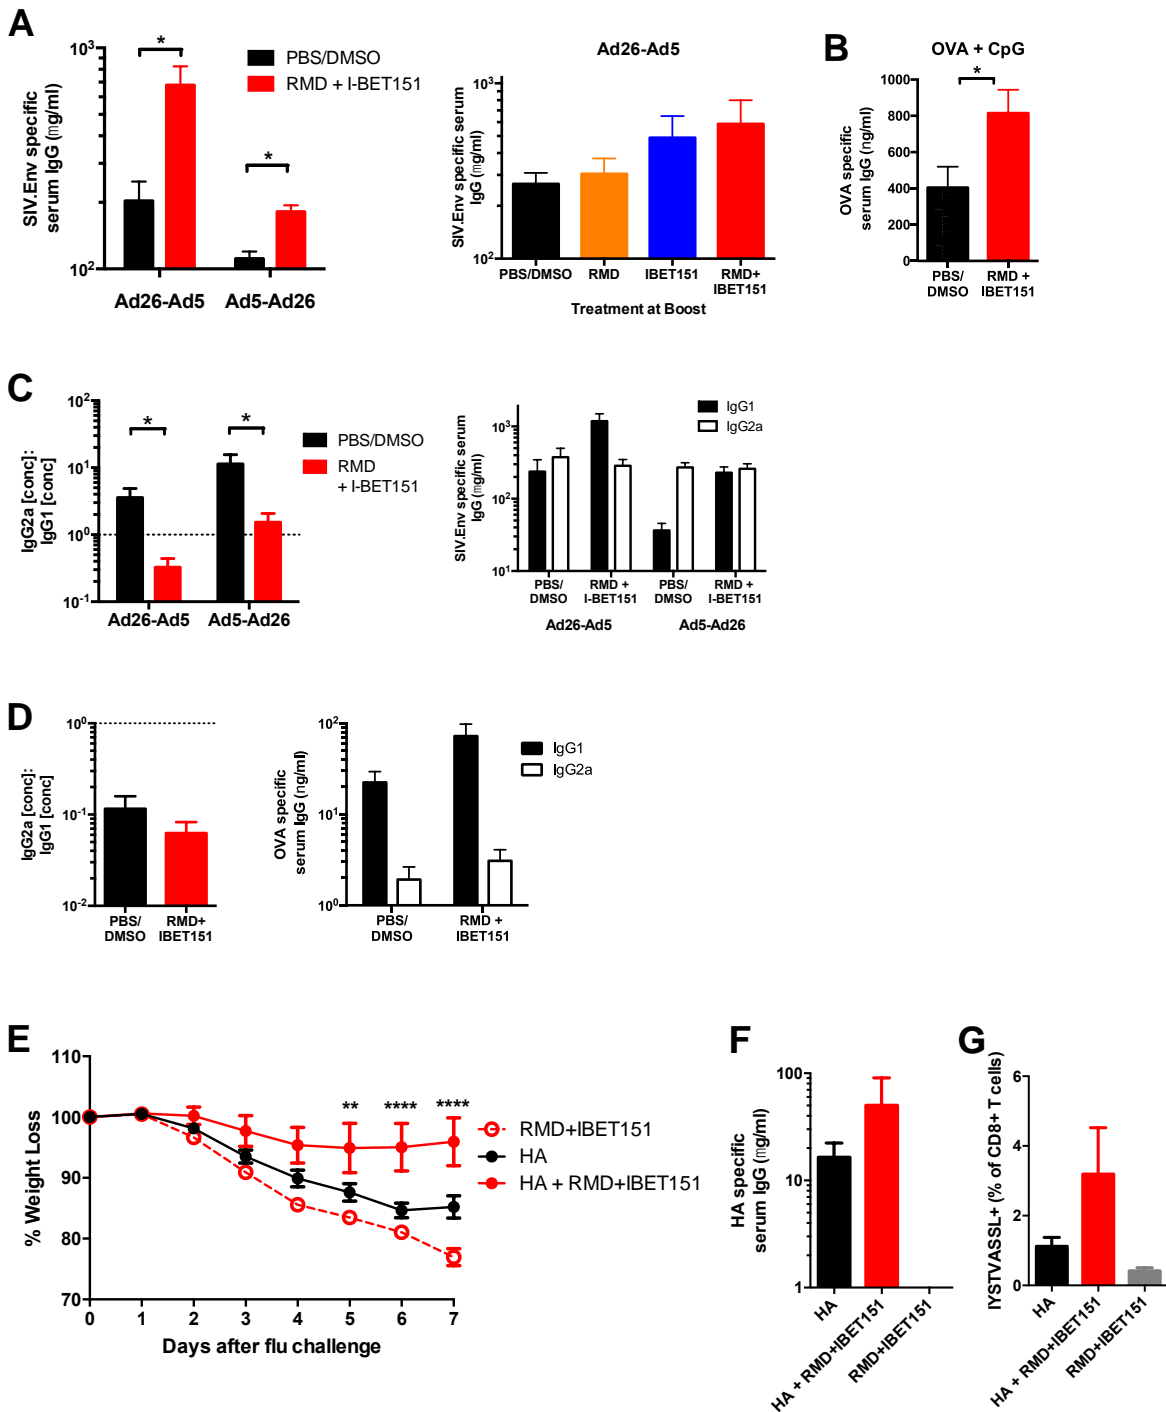 A
SIV.Env specific
serum IgG (mg/ml)
10³
10²
*
*
PBS/DMSO
RMD + I-BET151
Ad26-Ad5
Ad5-Ad26
Ad26-Ad5
SIV.Env specific serum
IgG (mg/ml)
10³
10²
PBS/DMSO
RMD
IBET151
RMD+
IBET151
Treatment at Boost
B
OVA + CpG
OVA specific
serum IgG (ng/ml)
1000
800
600
400
200
0
*
PBS/
DMSO
RMD +
IBET151
C
IgG2a [conc]:
IgG1 [conc]
10²
10¹
10⁰
10⁻¹
*
*
PBS/DMSO
RMD
+ I-BET151
Ad26-Ad5
Ad5-Ad26
SIV.Env specific serum
IgG (mg/ml)
10³
10²
10¹
IgG1
IgG2a
PBS/
DMSO
RMD +
I-BET151
PBS/
DMSO
RMD +
I-BET151
Ad26-Ad5
Ad5-Ad26
D
IgG2a [conc]:
IgG1 [conc]
10⁰
10⁻¹
10⁻²
PBS/
DMSO
RMD+
IBET151
OVA specific
serum IgG (ng/ml)
10²
10¹
10⁰
IgG1
IgG2a
PBS/
DMSO
RMD +
IBET151
E
% Weight Loss
110
100
90
80
70
** **** ****
RMD+IBET151
HA
HA + RMD+IBET151
0 1 2 3 4 5 6 7
Days after flu challenge
F
HA specific
serum IgG (mg/ml)
100
10
1
HA
HA + RMD+IBET151
RMD+IBET151
G
IYSTVASSL+ (% of CD8+ T cells)
6
4
2
0
HA
HA + RMD+IBET151
RMD+IBET151